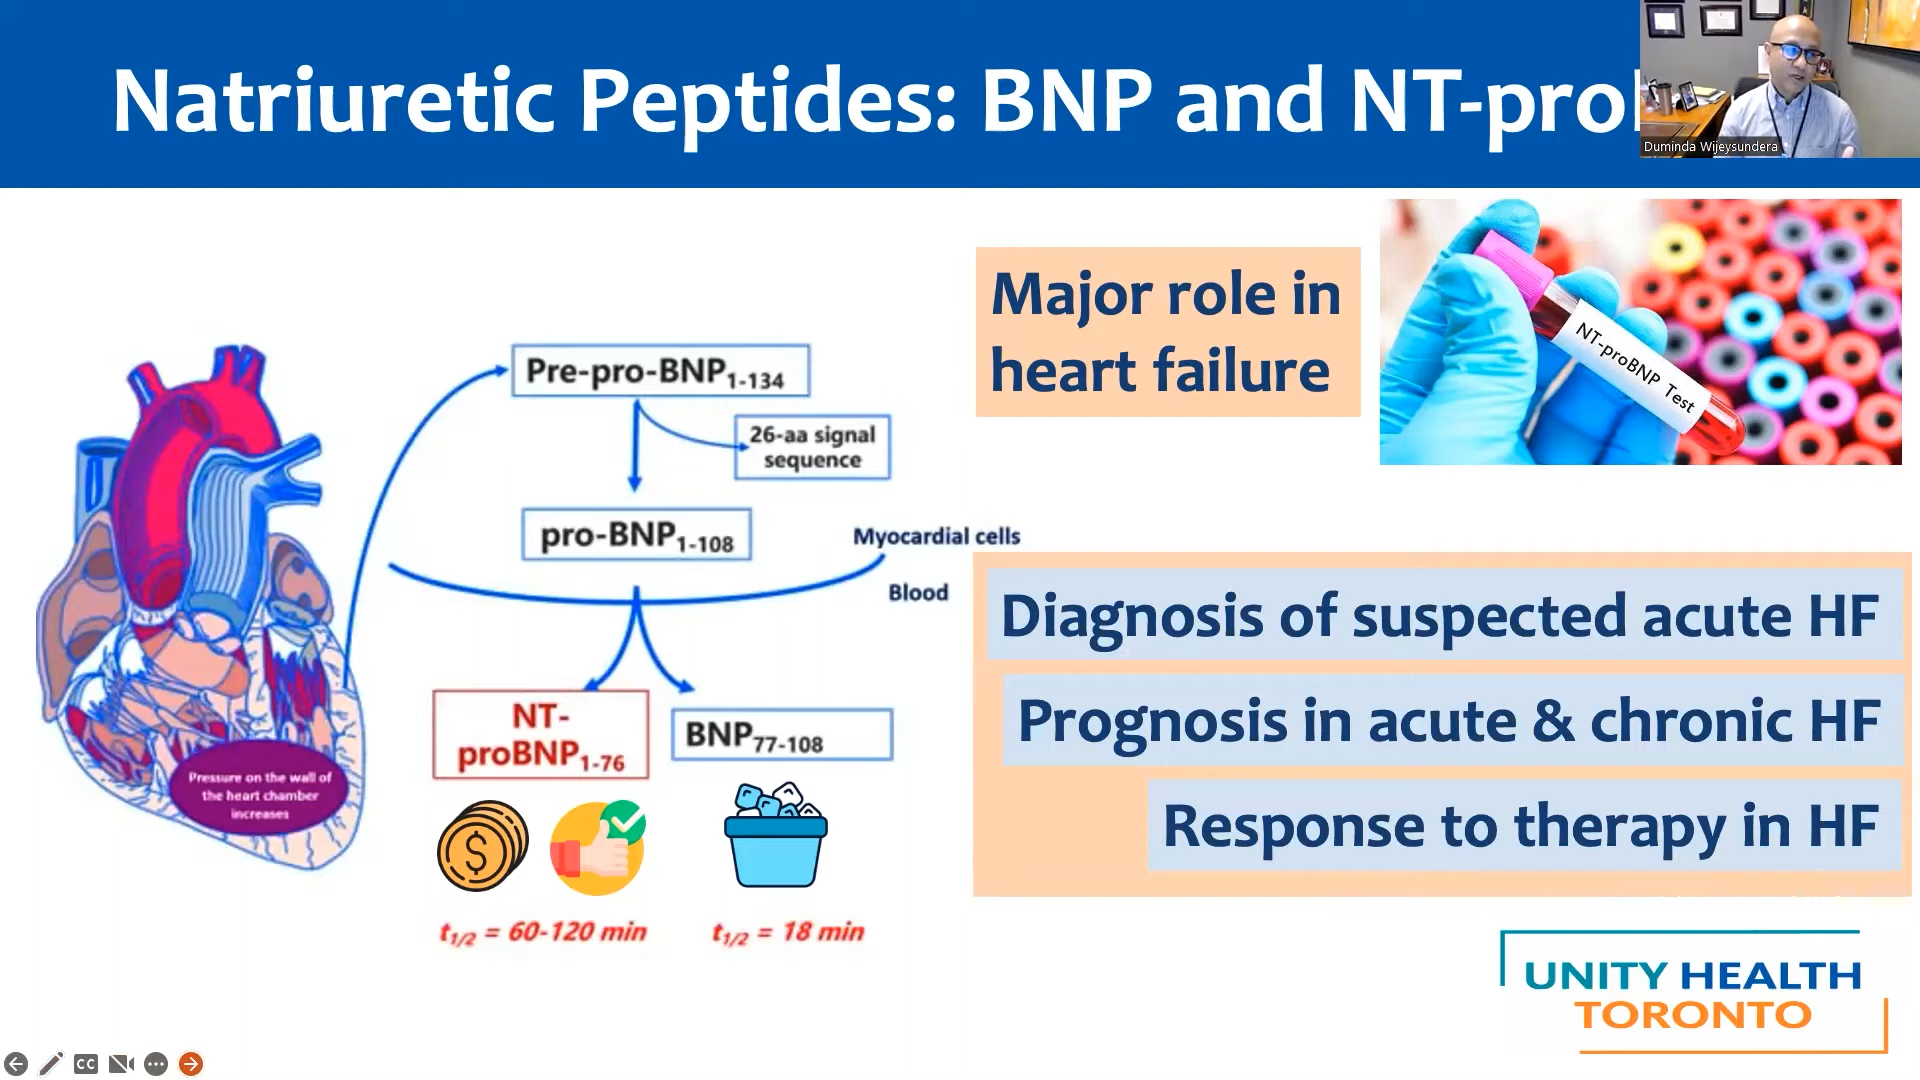 Natriuretic Peptides: BNP and NT-pro
Duminda Wijeysundera
Major role in
heart failure
NT-proBNP Test
Pre-pro-BNP1-134
26-aa signal
sequence
pro-BNP1-108
Myocardial cells
Blood
NT-
proBNP1-76
BNP77-108
Pressure on the wall of
the heart chamber
increases
$
t1/2 = 60-120 min
t1/2 = 18 min
Diagnosis of suspected acute HF
Prognosis in acute & chronic HF
Response to therapy in HF
UNITY HEALTH
TORONTO
CC